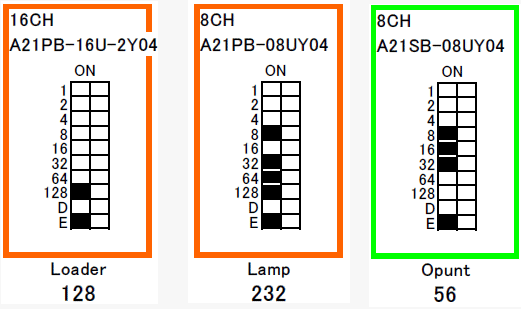 16CH
A21PB-16U-2Y04
ON
1
2
4
8
16
32
64
128
D
E
Loader
128
8CH
A21PB-08UY04
ON
1
2
4
8
16
32
64
128
D
E
Lamp
232
8CH
A21SB-08UY04
ON
1
2
4
8
16
32
64
128
D
E
Opunt
56